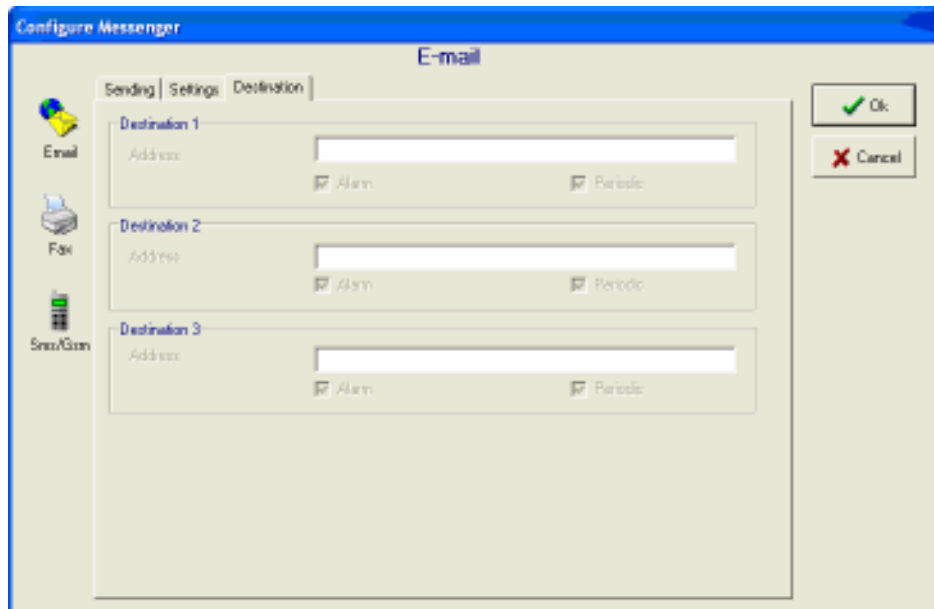 Configure Messenger
E-mail
Sending Settings Destination
Ok
Cancel
Email
Fax
Sms/Gsm
Destination 1
Address
Alarm Periodic
Destination 2
Address
Alarm Periodic
Destination 3
Address
Alarm Periodic